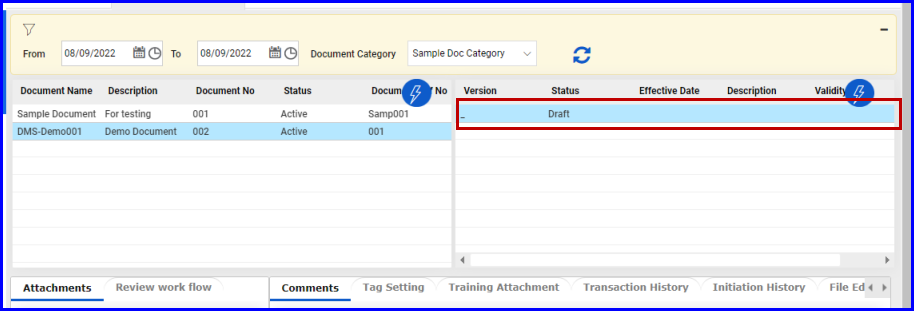 From 08/09/2022 To 08/09/2022 Document Category Sample Doc Category
Document Name Description Document No Status No
Sample Document For testing 001 Active Samp001
DMS-Demo001 Demo Document 002 Active 001
Version Status Effective Date Description Validity
_ Draft
Attachments Review work flow
Comments Tag Setting Training Attachment Transaction History Initiation History File Ed